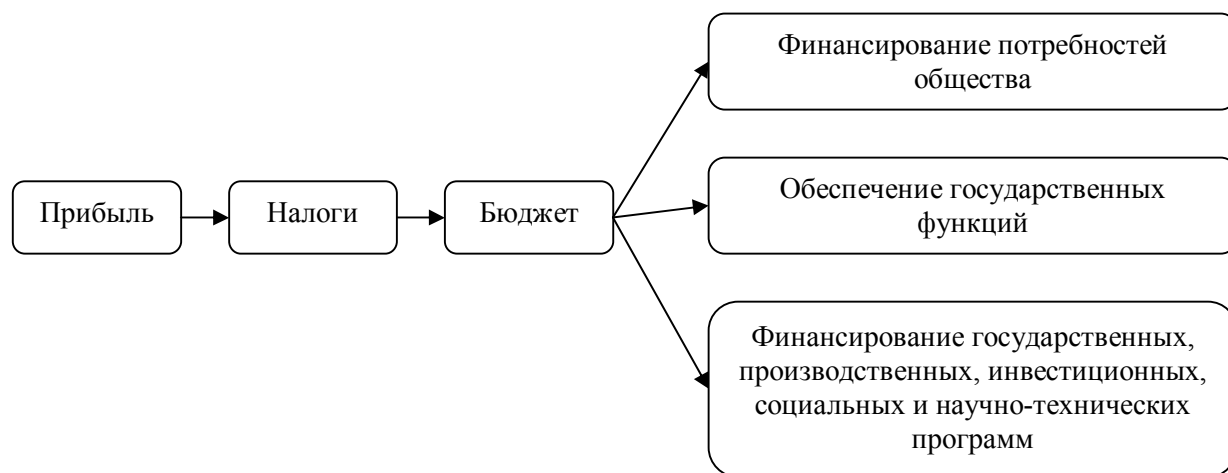 Прибыль
Налоги
Бюджет
Финансирование потребностей
общества
Обеспечение государственных
функций
Финансирование государственных,
производственных, инвестиционных,
социальных и научно-технических
программ